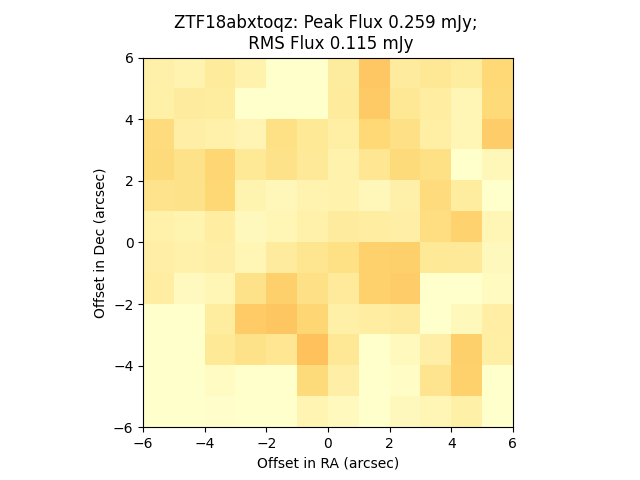 ZTF18abxtoqz: Peak Flux 0.259 mJy;
RMS Flux 0.115 mJy
6
4
2
0
−2
−4
−6
Offset in Dec (arcsec)
−6 −4 −2 0 2 4 6
Offset in RA (arcsec)